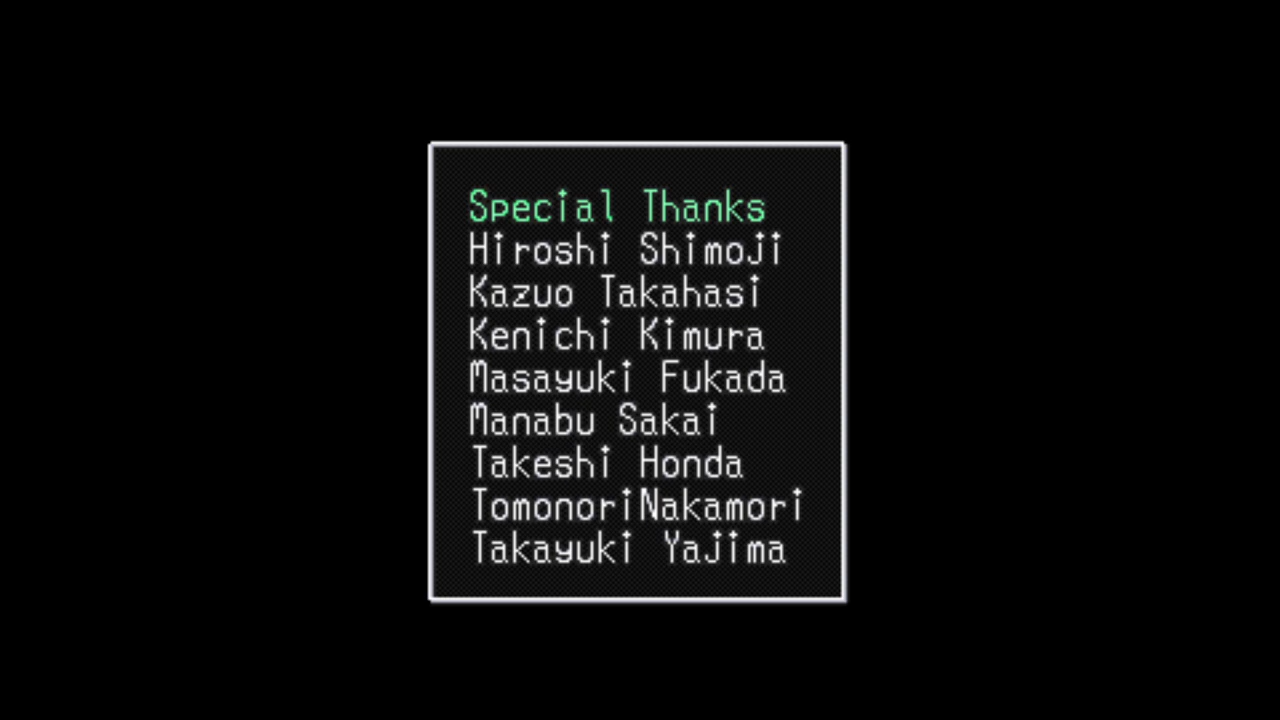 Special Thanks
Hiroshi Shimoji
Kazuo Takahasi
Kenichi Kimura
Masayuki Fukada
Manabu Sakai
Takeshi Honda
TomonoriNakamori
Takayuki Yajima